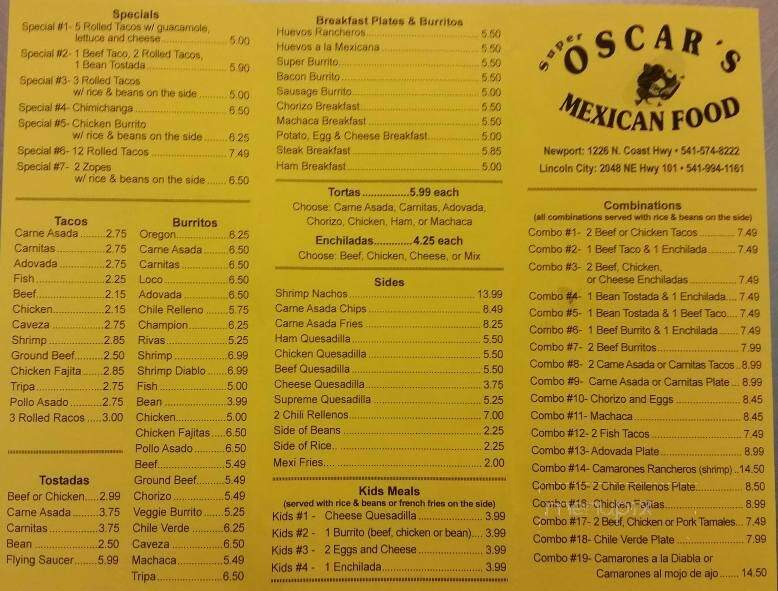 Specials
Special #1- 5 Rolled Tacos w/ guacamole,
lettuce and cheese 5.00
Special #2- 1 Beef Taco, 2 Rolled Tacos,
1 Bean Tostada 5.90
Special #3- 3 Rolled Tacos
w/ rice & beans on the side 5.00
Special #4- Chimichanga 6.50
Special #5- Chicken Burrito
w/ rice & beans on the side 6.25
Special #6- 12 Rolled Tacos 7.49
Special #7- 2 Zopes
w/ rice & beans on the side 6.50
Tacos
Carne Asada 2.75
Carnitas 2.75
Adovada 2.75
Fish 2.25
Beef 2.15
Chicken 2.15
Caveza 2.75
Shrimp 2.85
Ground Beef 2.50
Chicken Fajita 2.85
Tripa 2.75
Pollo Asado 2.75
3 Rolled Racos 3.00
Tostadas
Beef or Chicken 2.99
Carne Asada 3.75
Carnitas 3.75
Bean 2.50
Flying Saucer 5.99
Burritos
Oregon 6.25
Carne Asada 6.50
Carnitas 6.50
Loco 6.50
Adovada 6.50
Chile Relleno 5.75
Champion 6.25
Rivas 5.25
Shrimp 6.99
Shrimp Diablo 6.99
Fish 5.00
Bean 3.99
Chicken 5.00
Chicken Fajitas 6.50
Pollo Asado 6.50
Beef 5.49
Ground Beef 5.49
Chorizo 5.49
Veggie Burrito 5.25
Chile Verde 6.25
Caveza 6.50
Machaca 5.49
Tripa 6.50
Breakfast Plates & Burritos
Huevos Rancheros 5.50
Huevos a la Mexicana 5.50
Super Burrito 5.50
Bacon Burrito 5.50
Sausage Burrito 5.00
Chorizo Breakfast 5.50
Machaca Breakfast 5.50
Potato, Egg & Cheese Breakfast 5.00
Steak Breakfast 5.85
Ham Breakfast 5.00
Tortas 5.99 each
Choose: Carne Asada, Carnitas, Adovada,
Chorizo, Chicken, Ham, or Machaca
Enchiladas 4.25 each
Choose: Beef, Chicken, Cheese, or Mix
Sides
Shrimp Nachos 13.99
Carne Asada Chips 8.49
Carne Asada Fries 8.25
Ham Quesadilla 5.50
Chicken Quesadilla 5.50
Beef Quesadilla 5.50
Cheese Quesadilla 3.75
Supreme Quesadilla 5.25
2 Chili Rellenos 7.00
Side of Beans 2.25
Side of Rice 2.25
Mexi Fries 2.00
Kids Meals
(served with rice & beans or french fries on the side)
Kids #1 - Cheese Quesadilla 3.99
Kids #2 - 1 Burrito (beef, chicken or bean) 3.99
Kids #3 - 2 Eggs and Cheese 3.99
Kids #4 - 1 Enchilada 3.99
Super
OSCAR'S
MEXICAN FOOD
Newport: 1226 N. Coast Hwy • 541-574-8222
Lincoln City: 2048 NE Hwy 101 • 541-994-1161
Combinations
(all combinations served with rice & beans on the side)
Combo #1- 2 Beef or Chicken Tacos 7.49
Combo #2- 1 Beef Taco & 1 Enchilada 7.49
Combo #3- 2 Beef, Chicken,
or Cheese Enchiladas 7.49
Combo #4- 1 Bean Tostada & 1 Enchilada 7.49
Combo #5- 1 Bean Tostada & 1 Beef Taco 7.49
Combo #6- 1 Beef Burrito & 1 Enchilada 7.49
Combo #7- 2 Beef Burritos 7.99
Combo #8- 2 Carne Asada or Carnitas Tacos 8.99
Combo #9- Carne Asada or Carnitas Plate 8.99
Combo #10- Chorizo and Eggs 8.45
Combo #11- Machaca 8.45
Combo #12- 2 Fish Tacos 7.49
Combo #13- Adovada Plate 8.99
Combo #14- Camarones Rancheros (shrimp) 14.50
Combo #15- 2 Chile Reilenos Plate 8.50
Combo #16- Chicken Fajitas 8.99
Combo #17- 2 Beef, Chicken or Pork Tamales 7.49
Combo #18- Chile Verde Plate 7.99
Combo #19- Camarones a la Diabla or
Camarones al mojo de ajo 14.50
menupix